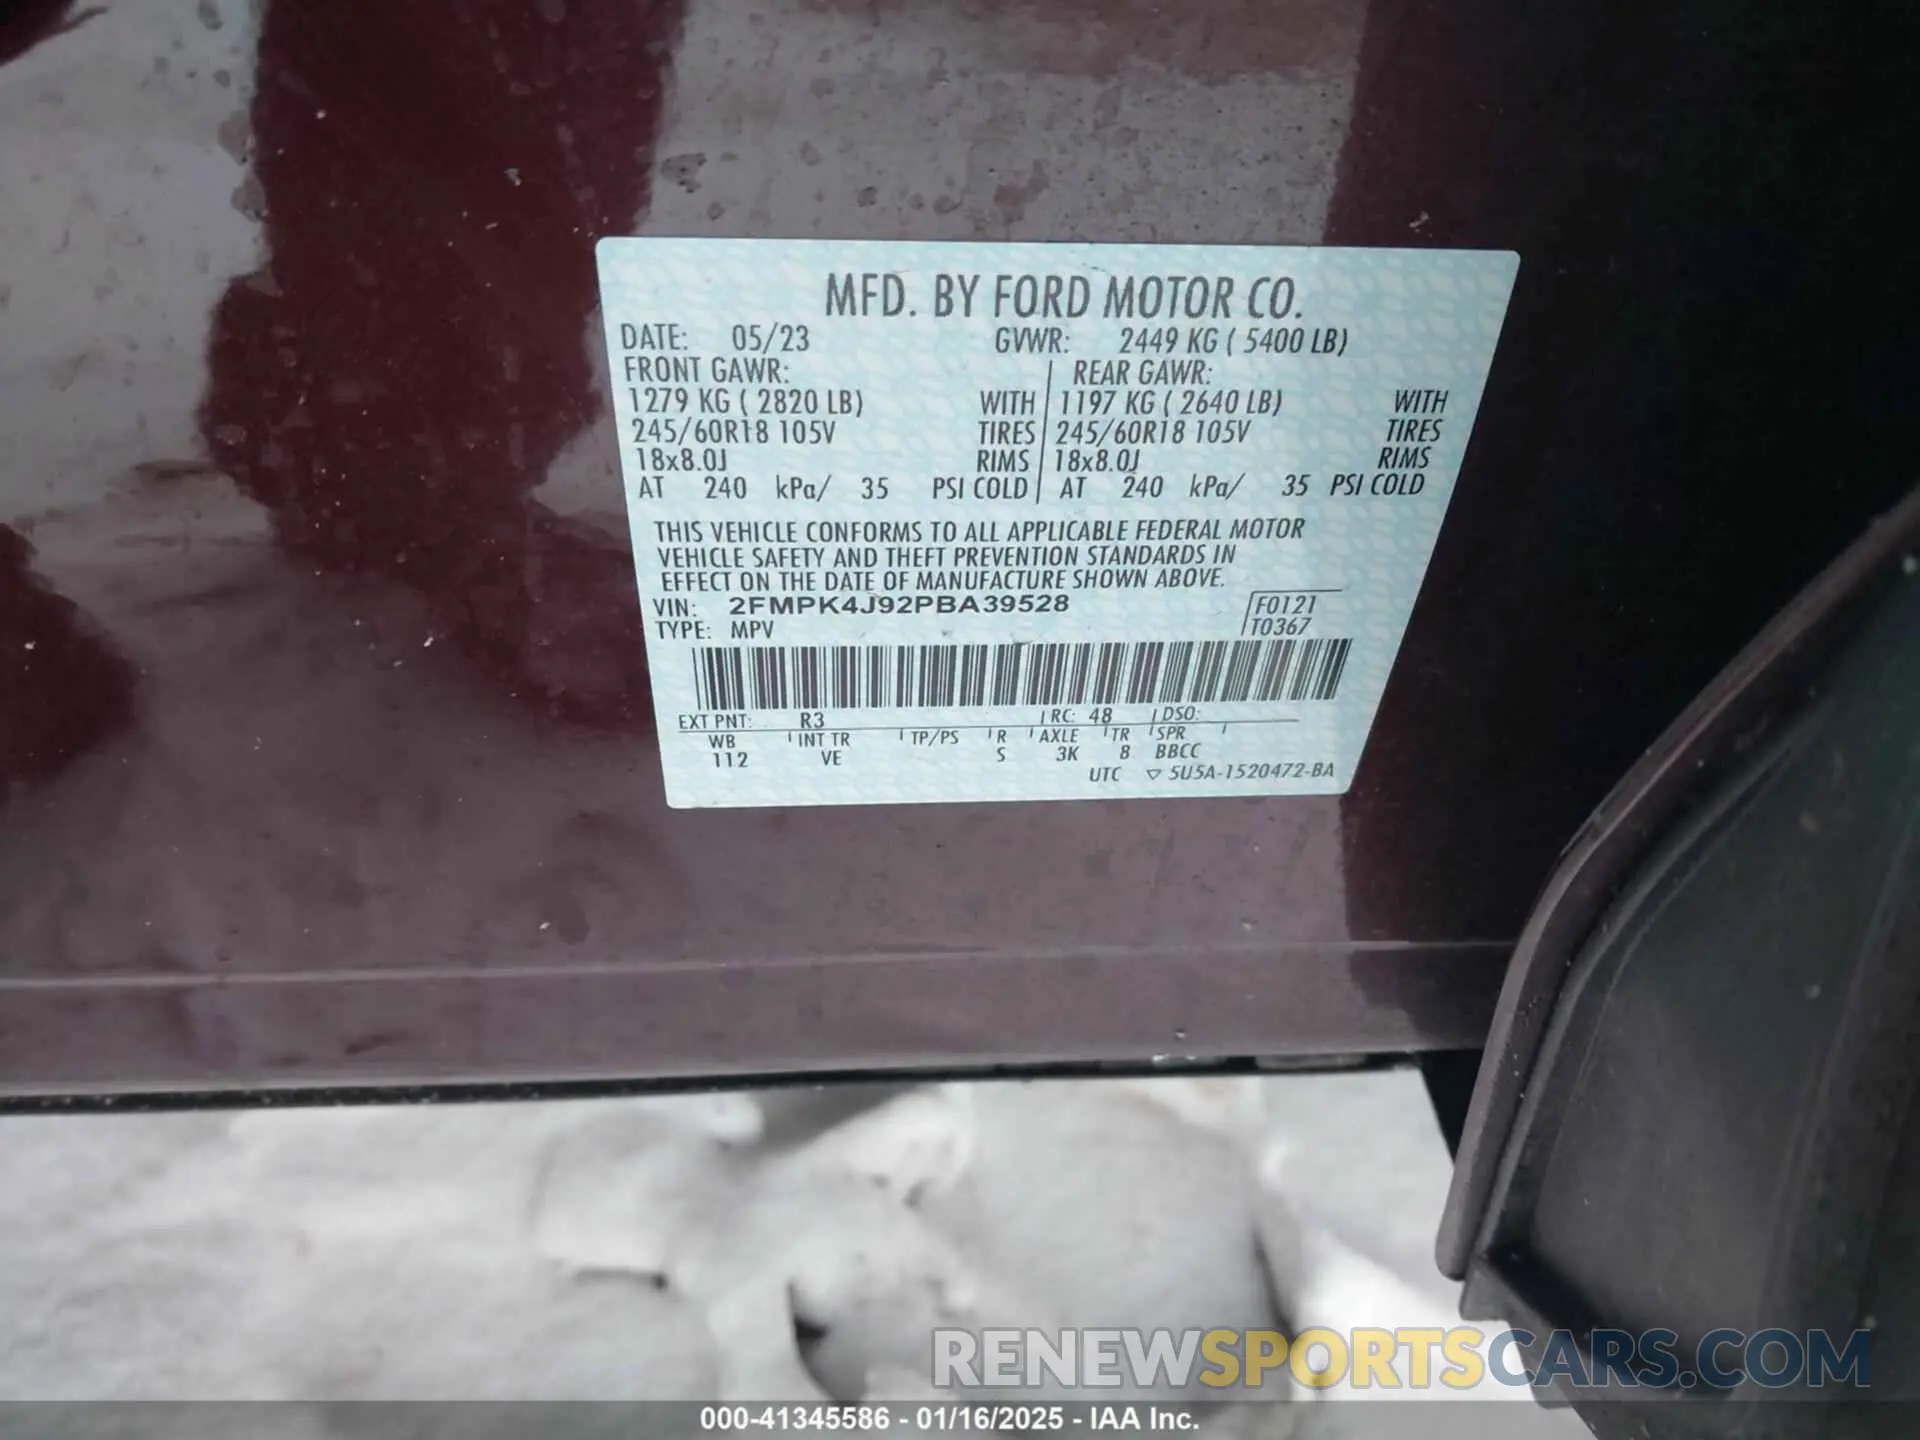 MFD. BY FORD MOTOR CO.
DATE: 05/23 GVWR: 2449 KG ( 5400 LB)
FRONT GAWR: REAR GAWR:
1279 KG ( 2820 LB) WITH 1197 KG ( 2640 LB) WITH
245/60R18 105V TIRES 245/60R18 105V TIRES
18x8.0J RIMS 18x8.0J RIMS
AT 240 kPa/ 35 PSI COLD AT 240 kPa/ 35 PSI COLD
THIS VEHICLE CONFORMS TO ALL APPLICABLE FEDERAL MOTOR
VEHICLE SAFETY AND THEFT PREVENTION STANDARDS IN
EFFECT ON THE DATE OF MANUFACTURE SHOWN ABOVE.
VIN: 2FMPK4J92PBA39528 F0121
TYPE: MPV T0367
EXT PNT: R3 RC: 48 DSO:
WB INT TR TP/PS R AXLE TR SPR
112 VE S 3K 8 BBCC
UTC ▽ 5U5A-1520472-BA
RENEWSPORTSCARS.COM
000-41345586 - 01/16/2025 - IAA Inc.